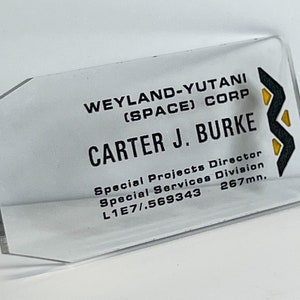 WEYLAND-YUTANI
(SPACE) CORP
CARTER J. BURKE
Special Projects Director
Special Services Division
L1E7/.569343 267mn.